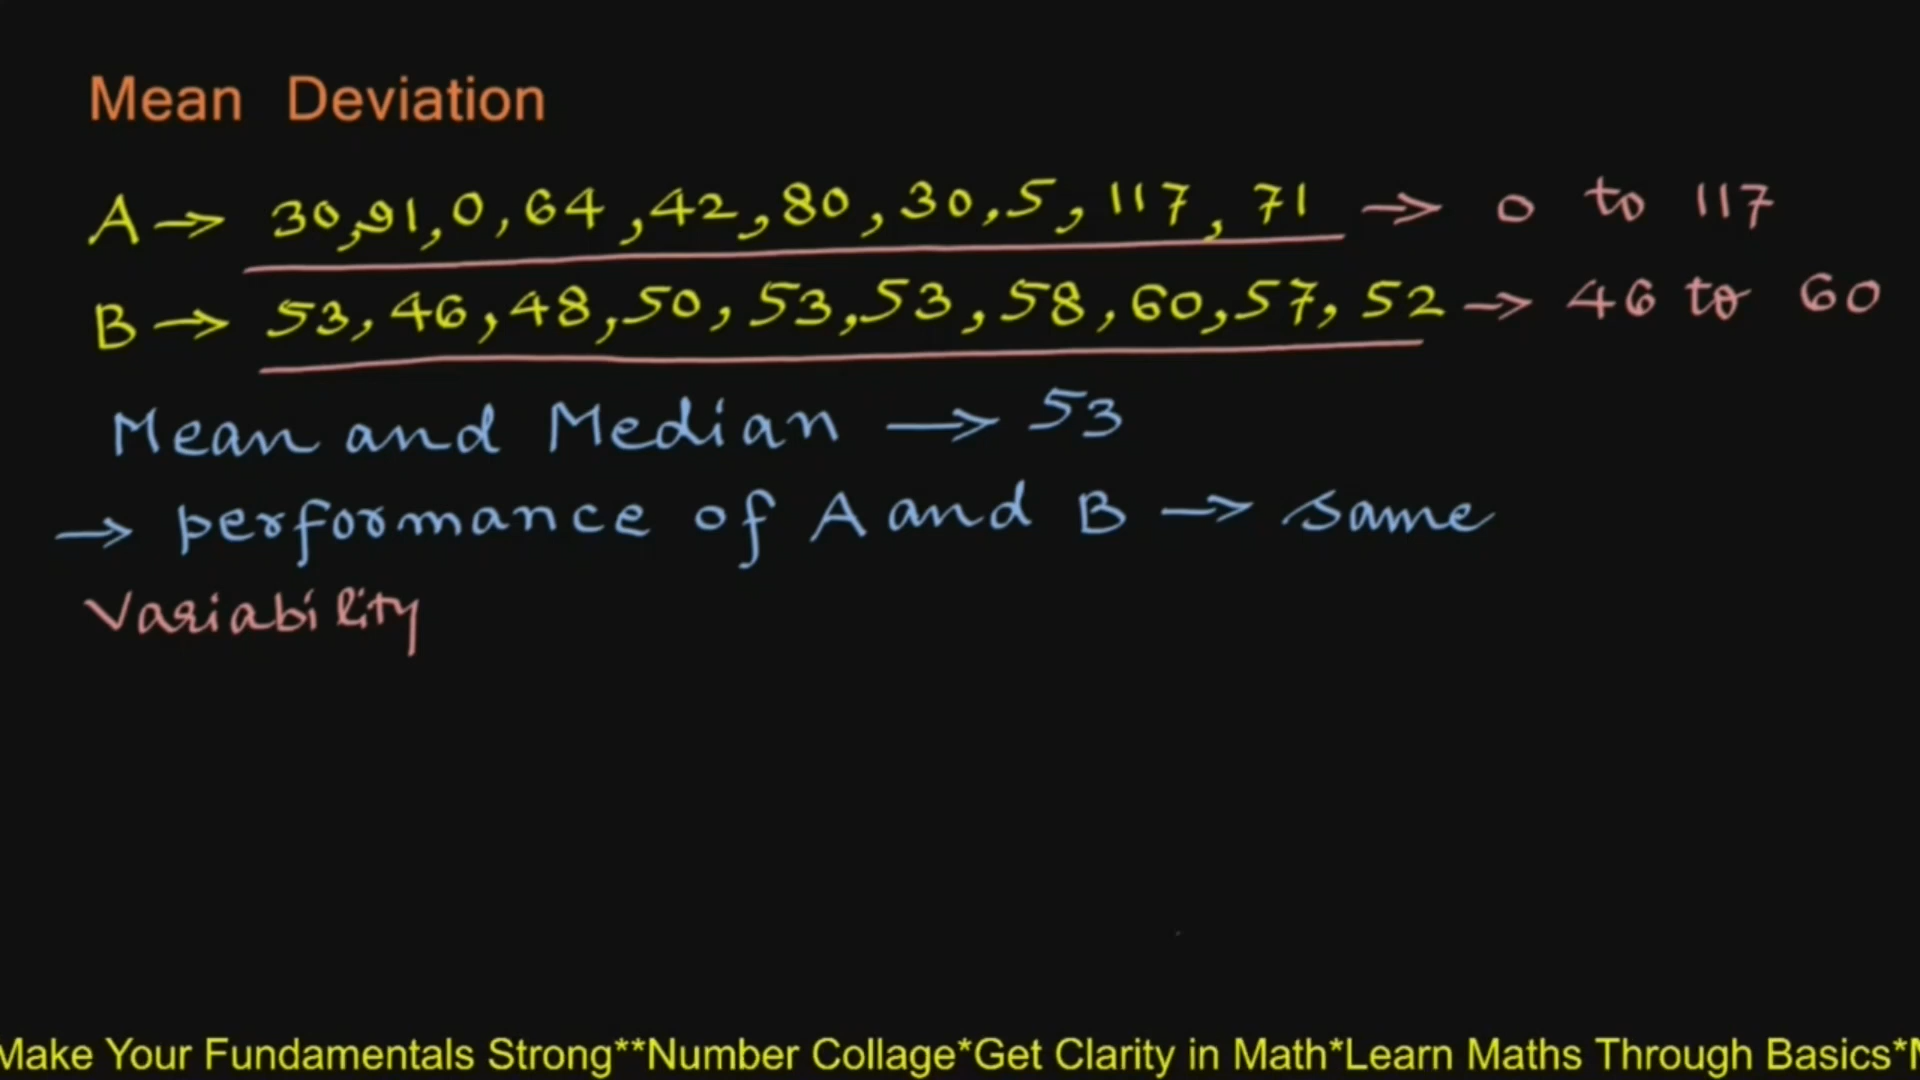 Mean Deviation
A → 30, 91, 0, 64, 42, 80, 30, 5, 117, 71 → 0 to 117
B → 53, 46, 48, 50, 53, 53, 58, 60, 57, 52 → 46 to 60
Mean and Median → 53
→ performance of A and B → same
Variability
Make Your Fundamentals Strong**Number Collage*Get Clarity in Math*Learn Maths Through Basics*